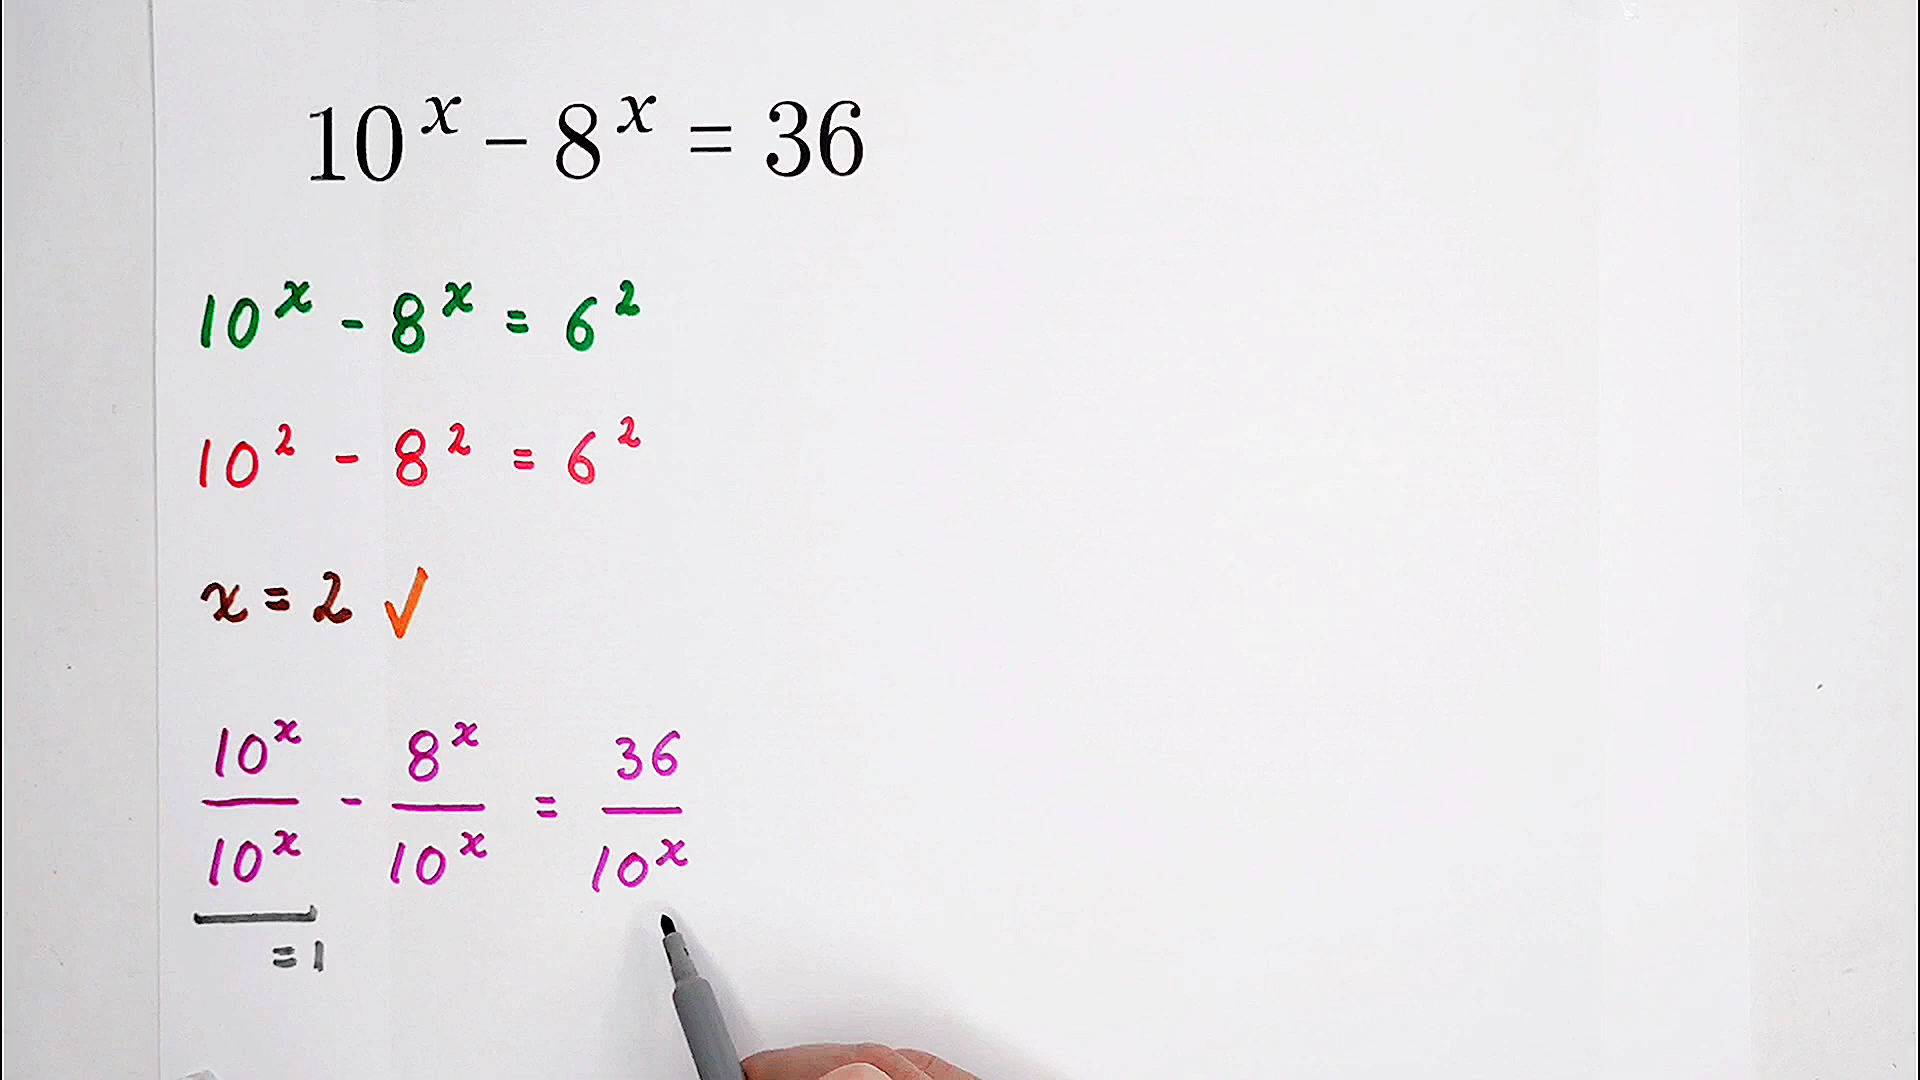 10^x - 8^x = 36
10^x - 8^x = 6^2
10^2 - 8^2 = 6^2
x = 2 ✓
10^x/10^x - 8^x/10^x = 36/10^x
= 1